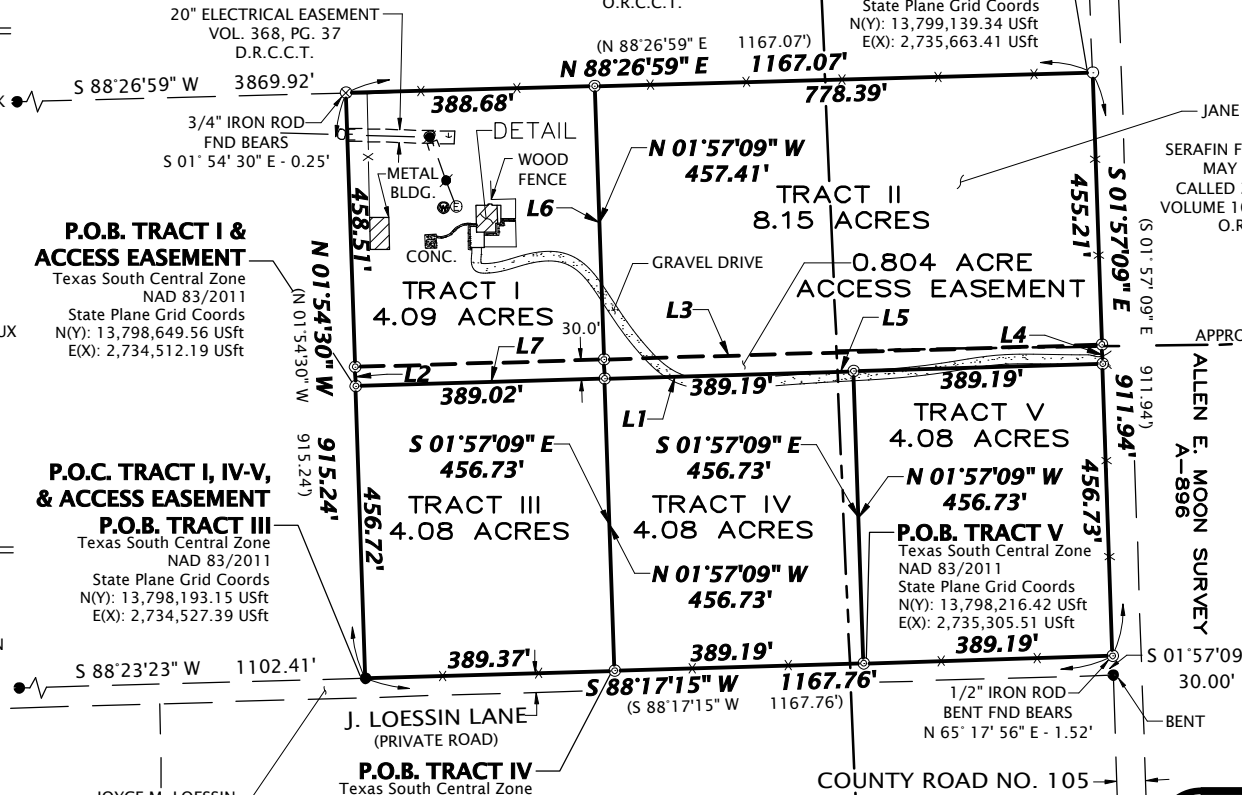 O.R.C.C.T.
State Plane Grid Coords
N(Y): 13,799,139.34 USft
E(X): 2,735,663.41 USft
20" ELECTRICAL EASEMENT
VOL. 368, PG. 37
D.R.C.C.T.
(N 88°26'59" E 1167.07')
N 88°26'59" E 1167.07'
S 88°26'59" W 3869.92'
388.68'
778.39'
3/4" IRON ROD
FND BEARS
S 01° 54' 30" E - 0.25'
DETAIL
METAL
BLDG.
WOOD
FENCE
L6
CONC.
W
E
N 01°57'09" W
457.41'
TRACT II
8.15 ACRES
JANE
SERAFIN F
MAY
CALLED
VOLUME 10
O.R
458.51'
455.21'
S 01°57'09" E
(S 01° 57' 09" E
P.O.B. TRACT I &
ACCESS EASEMENT
Texas South Central Zone
NAD 83/2011
State Plane Grid Coords
N(Y): 13,798,649.56 USft
E(X): 2,734,512.19 USft
UX
N 01°54'30" W
(N 01°54'30" W
TRACT I
4.09 ACRES
GRAVEL DRIVE
0.804 ACRE
ACCESS EASEMENT
30.0'
L3
L5
L4
APPRO
L7
L2
389.02'
389.19'
389.19'
L1
911.94'
911.94')
ALLEN E. MOON SURVEY
A-896
S 01°57'09" E
456.73'
S 01°57'09" E
456.73'
TRACT V
4.08 ACRES
N 01°57'09" W
456.73'
456.73'
915.24'
915.24')
456.72'
P.O.C. TRACT I, IV-V,
& ACCESS EASEMENT
P.O.B. TRACT III
Texas South Central Zone
NAD 83/2011
State Plane Grid Coords
N(Y): 13,798,193.15 USft
E(X): 2,734,527.39 USft
TRACT III
4.08 ACRES
TRACT IV
4.08 ACRES
N 01°57'09" W
456.73'
P.O.B. TRACT V
Texas South Central Zone
NAD 83/2011
State Plane Grid Coords
N(Y): 13,798,216.42 USft
E(X): 2,735,305.51 USft
S 88°23'23" W 1102.41'
389.37'
389.19'
389.19'
S 88°17'15" W 1167.76'
(S 88°17'15" W 1167.76')
S 01°57'09
30.00'
J. LOESSIN LANE
(PRIVATE ROAD)
1/2" IRON ROD
BENT FND BEARS
N 65° 17' 56" E - 1.52'
BENT
P.O.B. TRACT IV
Texas South Central Zone
COUNTY ROAD NO. 105
JOYCE M. LOESSIN